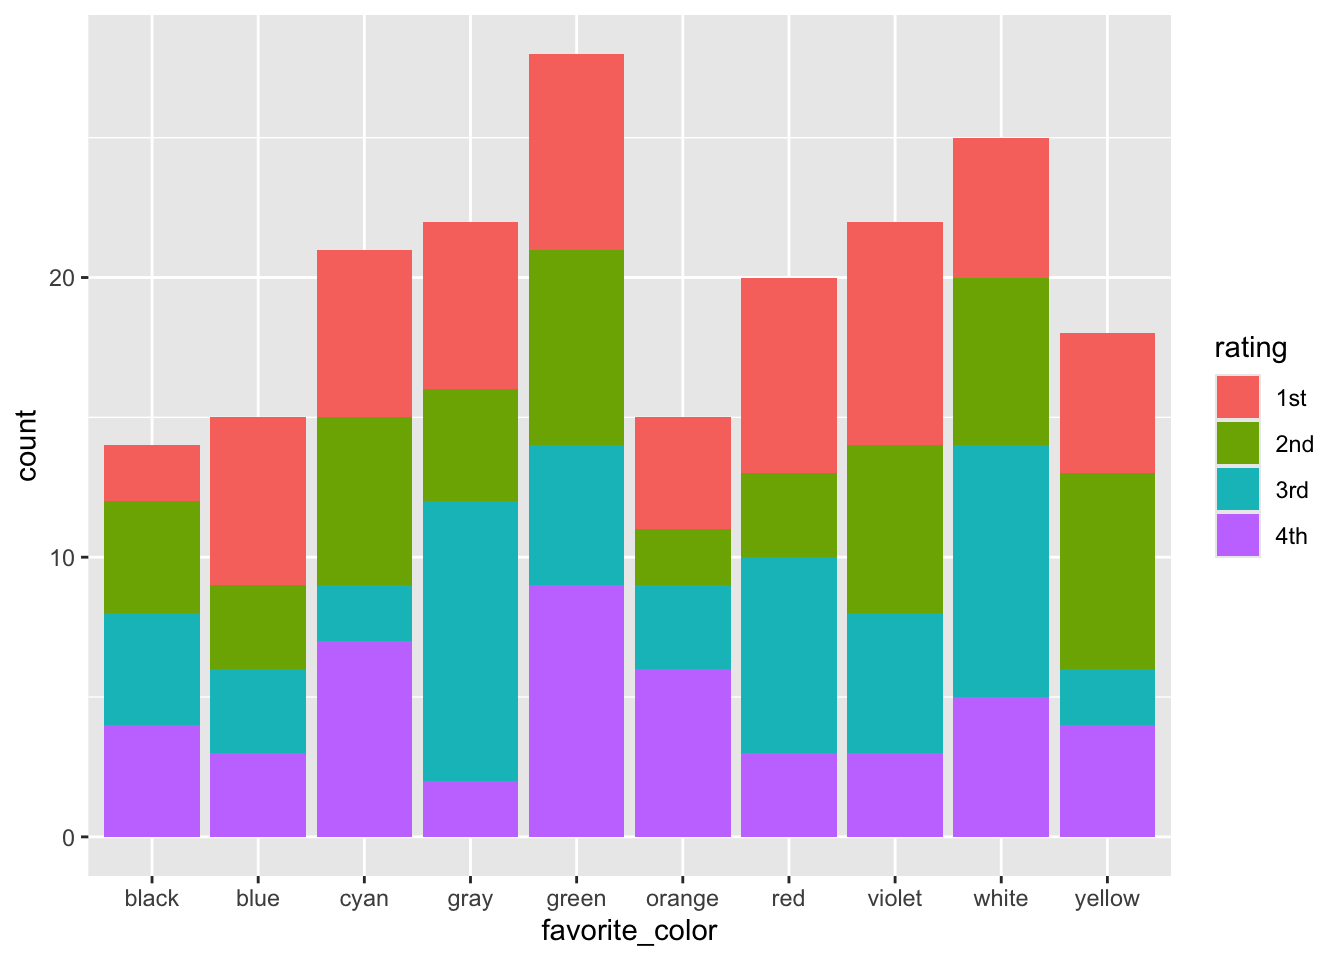 count
20
10
0
black blue cyan gray green orange red violet white yellow
favorite_color
rating
1st
2nd
3rd
4th